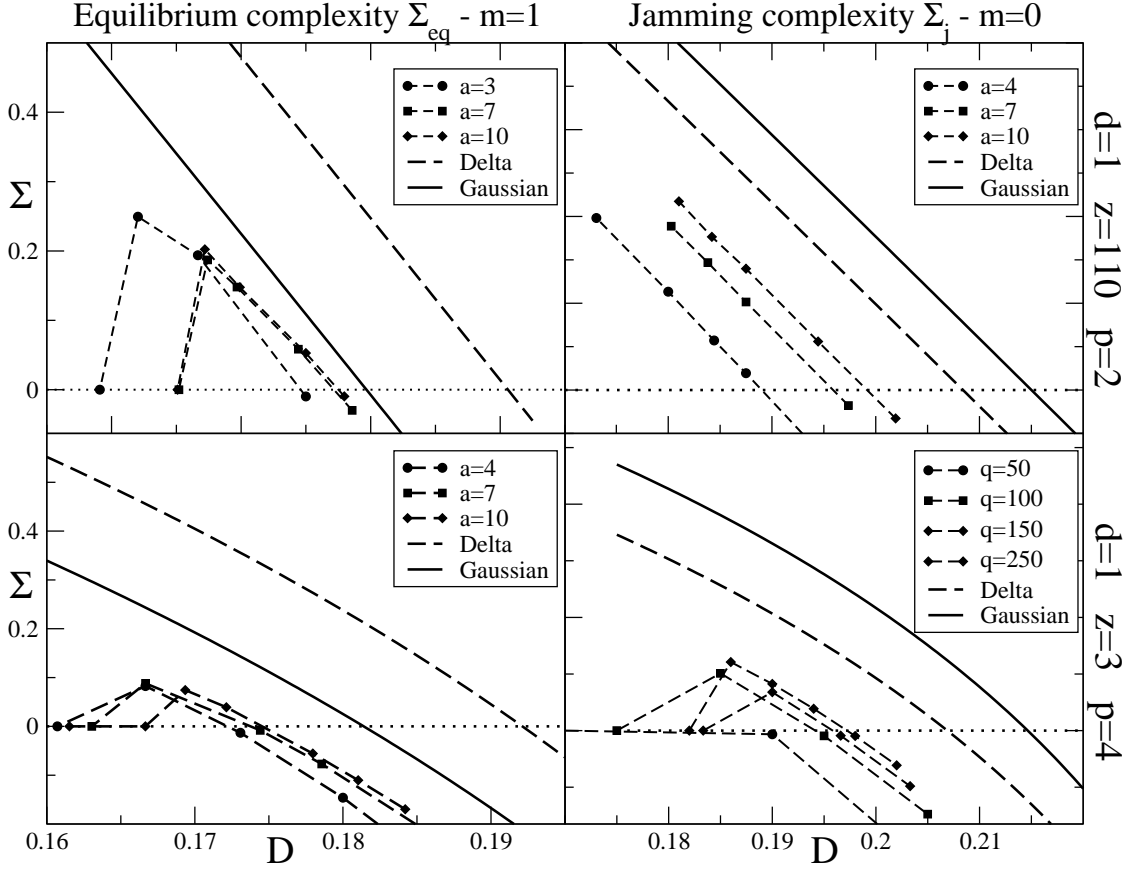 Equilibrium complexity Σeq - m=1
Jamming complexity Σj - m=0
a=3
a=7
a=10
Delta
Gaussian
a=4
a=7
a=10
Delta
Gaussian
0.4
Σ
0.2
0
d=1 z=110 p=2
a=4
a=7
a=10
Delta
Gaussian
q=50
q=100
q=150
q=250
Delta
Gaussian
0.4
Σ
0.2
0
d=1 z=3 p=4
0.16
0.17
0.18
0.19
D
0.18
0.19
0.2
0.21
D